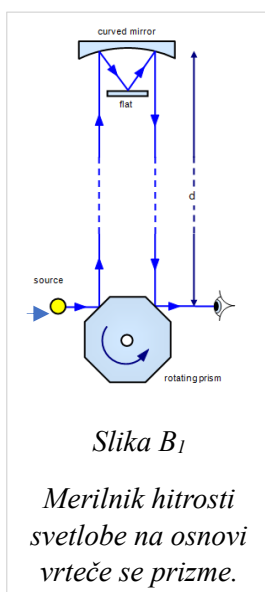 curved mirror
flat
d
source
rotating prism
Slika B1
Merilnik hitrosti
svetlobe na osnovi
vrteče se prizme.